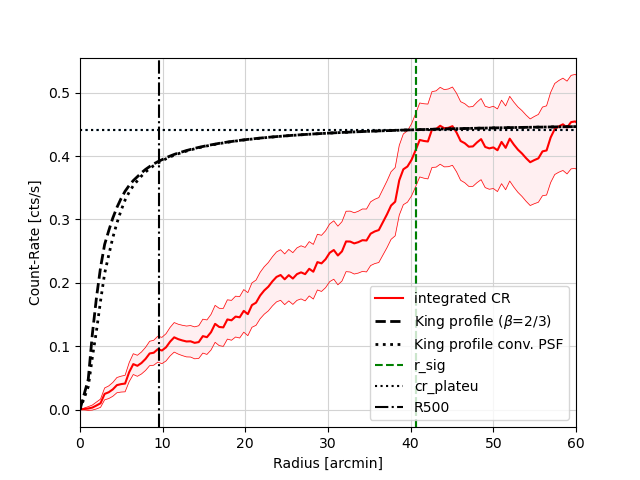 0.5
0.4
0.3
0.2
0.1
0.0
Count-Rate [cts/s]
integrated CR
King profile (β=2/3)
King profile conv. PSF
r_sig
cr_plateu
R500
0 10 20 30 40 50 60
Radius [arcmin]